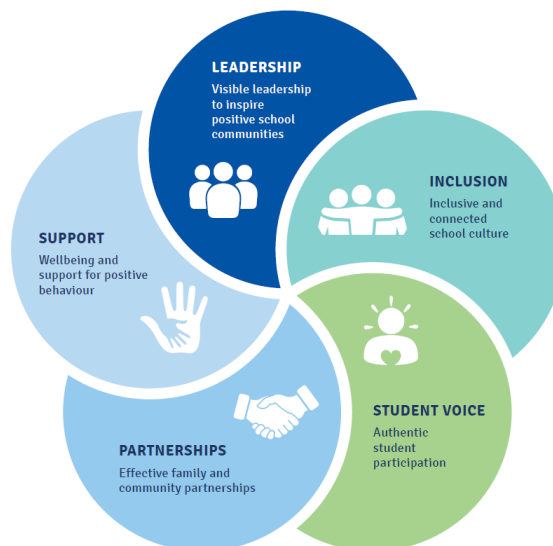 LEADERSHIP
Visible leadership
to inspire
positive school
communities
INCLUSION
Inclusive and
connected
school culture
STUDENT VOICE
Authentic
student
participation
PARTNERSHIPS
Effective family and
community partnerships
SUPPORT
Wellbeing and
support for positive
behaviour